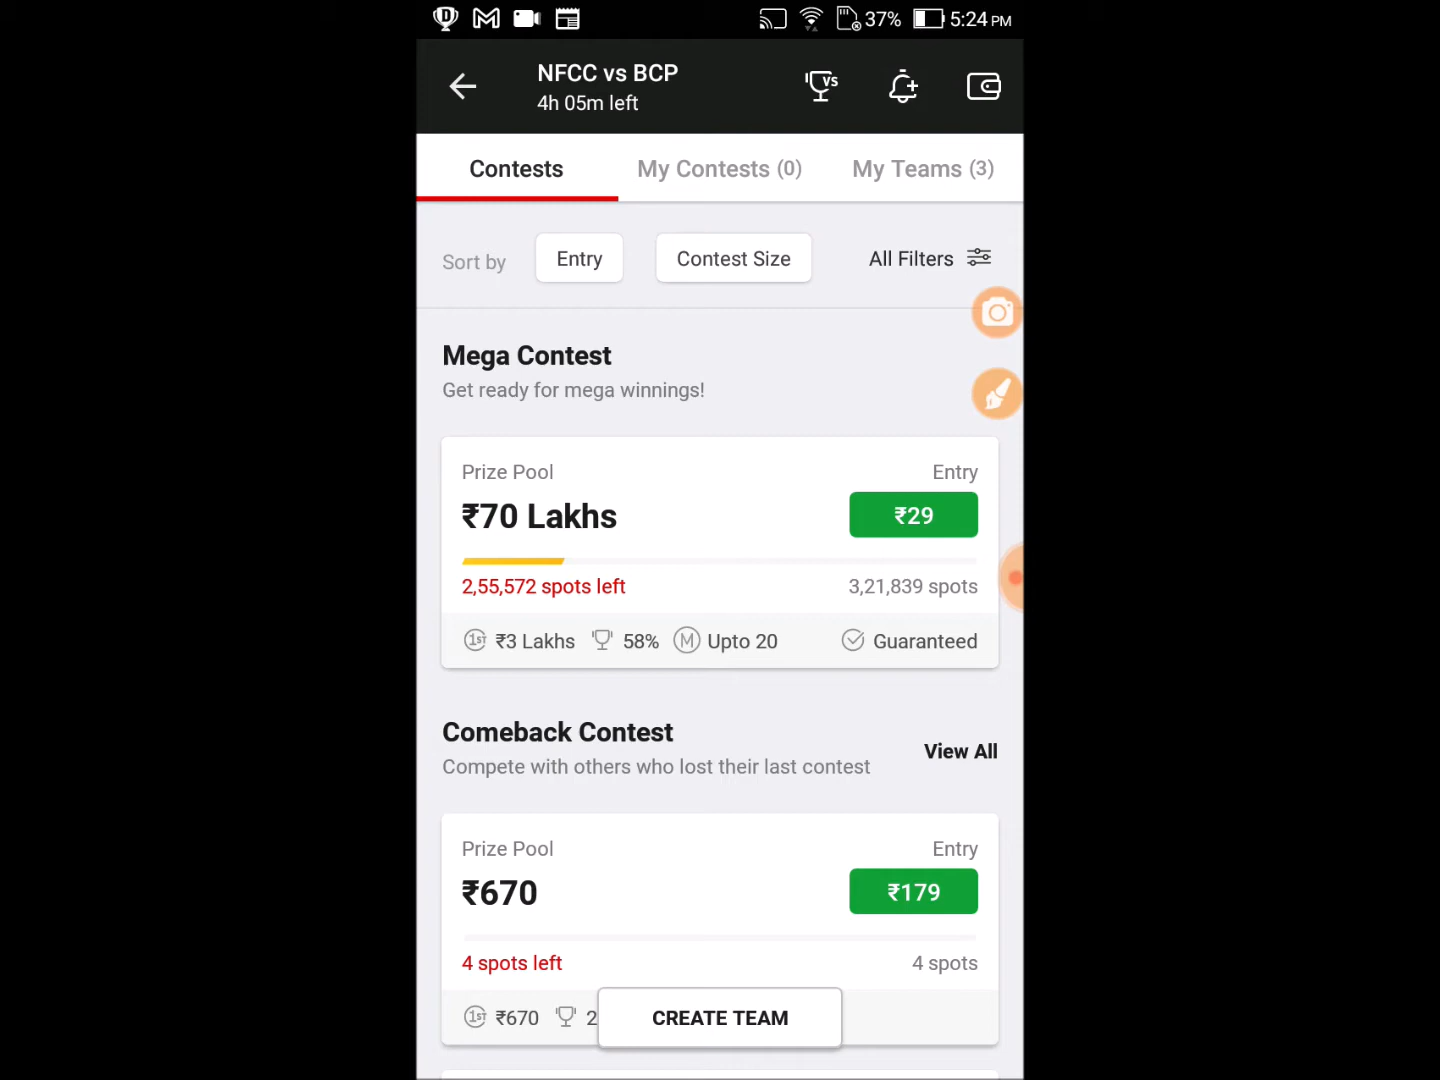 37% 5:24 PM
NFCC vs BCP
4h 05m left
VS
Contests My Contests (0) My Teams (3)
Sort by Entry Contest Size All Filters
Mega Contest
Get ready for mega winnings!
Prize Pool Entry
₹70 Lakhs ₹29
2,55,572 spots left 3,21,839 spots
1ST ₹3 Lakhs 58% M Upto 20 Guaranteed
Comeback Contest
View All
Compete with others who lost their last contest
Prize Pool Entry
₹670 ₹179
4 spots left 4 spots
1ST ₹670 2
CREATE TEAM